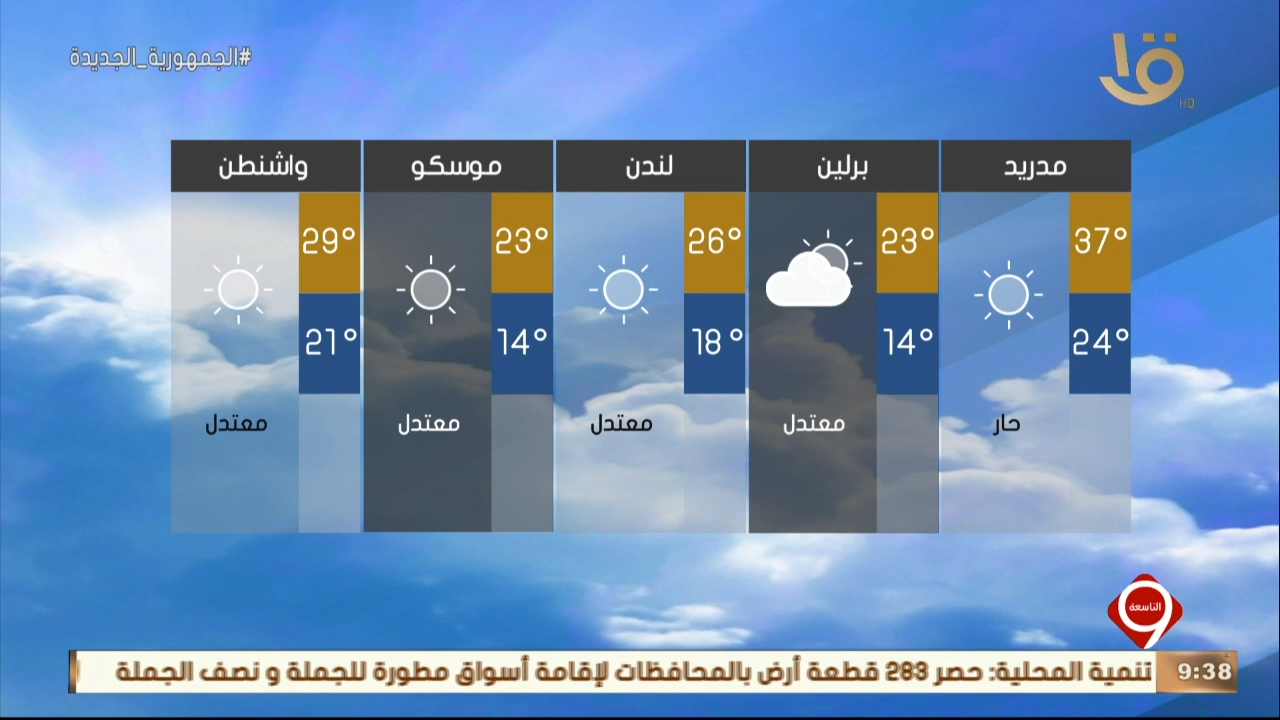 #الجمهورية_الجديدة
ق١
HD
مدريد
37°
24°
حار
برلين
23°
14°
معتدل
لندن
26°
18°
معتدل
موسكو
23°
14°
معتدل
واشنطن
29°
21°
معتدل
التاسعة
9
9:38
تنمية المحلية: حصر 283 قطعة أرض بالمحافظات لإقامة أسواق مطورة للجملة و نصف الجملة